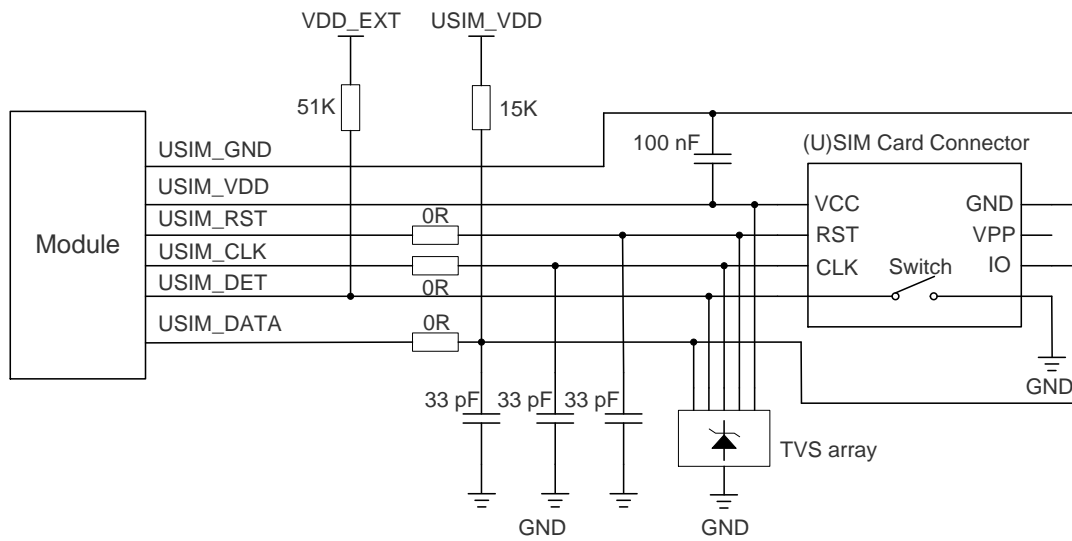 VDD_EXT USIM_VDD
51K 15K
100 nF (U)SIM Card Connector
USIM_GND
USIM_VDD
VCC GND
USIM_RST 0R
RST VPP
Module
USIM_CLK
CLK Switch IO
USIM_DET 0R
USIM_DATA 0R
GND
33 pF 33 pF 33 pF
TVS array
GND GND